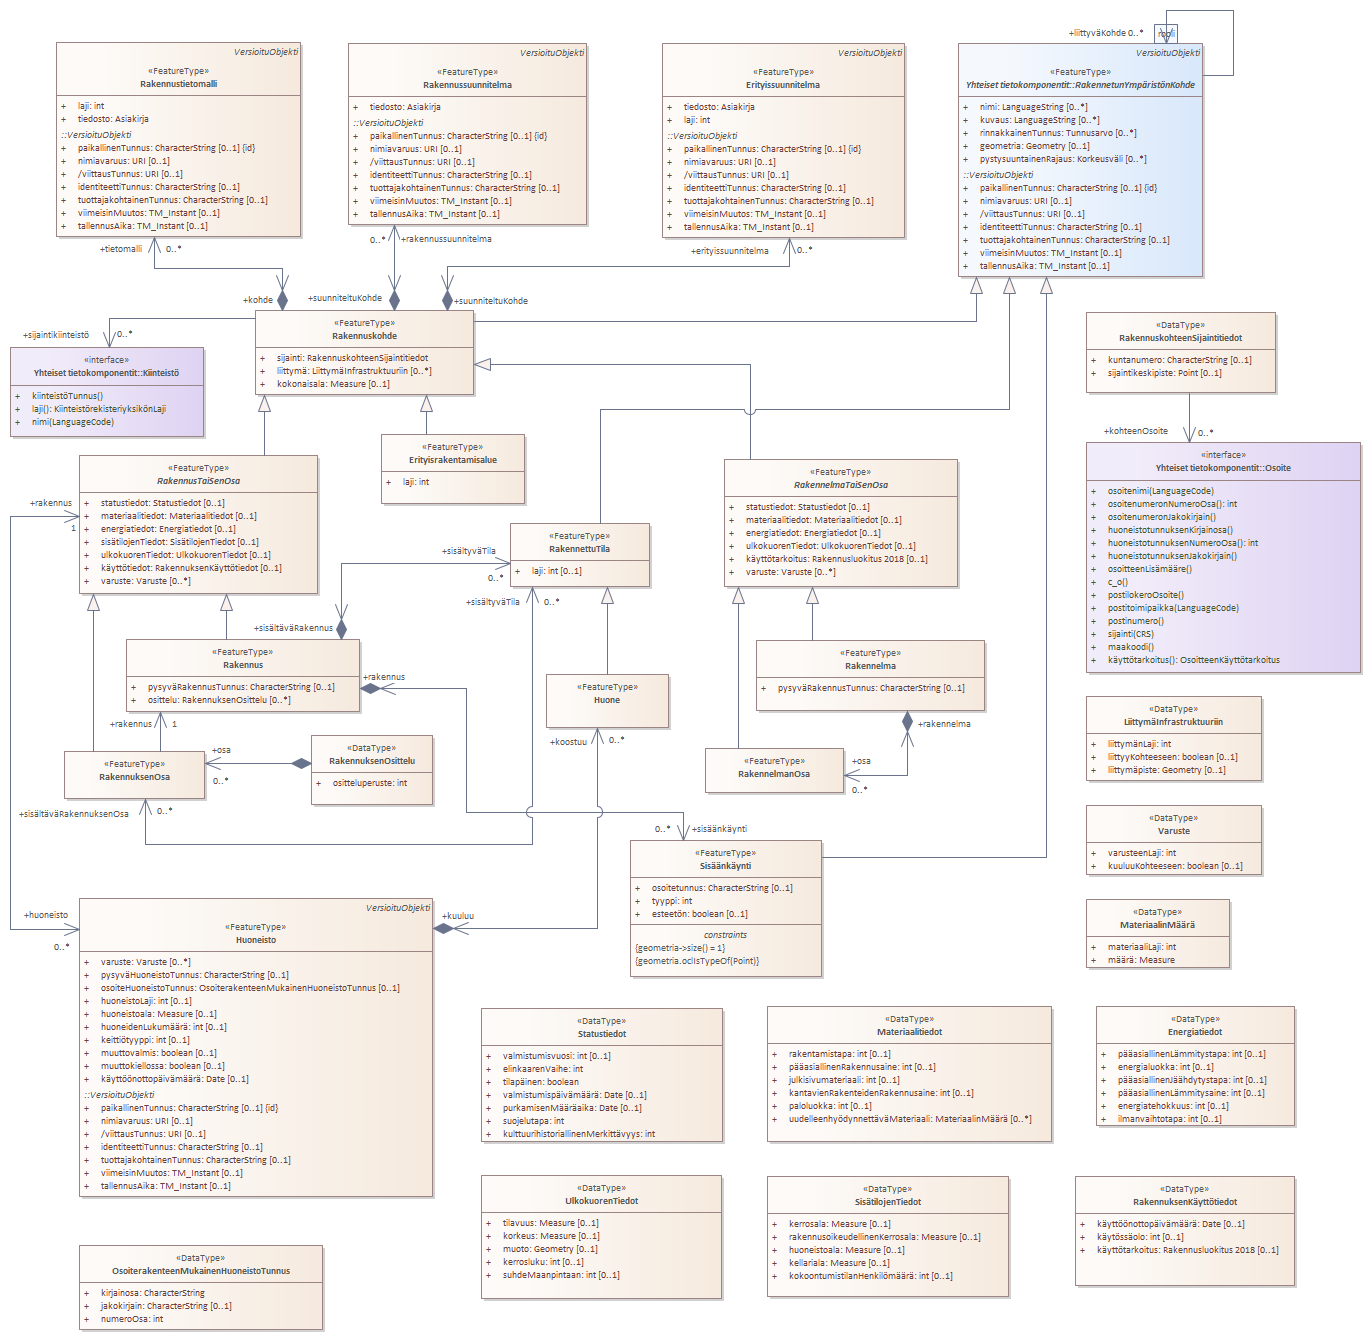 VersioituObjekti
«FeatureType»
Rakennustietomalli
+ laji: int
+ tiedosto: Asiakirja
::VersioituObjekti
+ paikallinenTunnus: CharacterString [0..1] {id}
+ nimiavaruus: URI [0..1]
+ /viittausTunnus: URI [0..1]
+ identiteettiTunnus: CharacterString [0..1]
+ tuottajakohtainenTunnus: CharacterString [0..1]
+ viimeisinMuutos: TM_Instant [0..1]
+ tallennusAika: TM_Instant [0..1]
VersioituObjekti
«FeatureType»
Rakennussuunnitelma
+ tiedosto: Asiakirja
::VersioituObjekti
+ paikallinenTunnus: CharacterString [0..1] {id}
+ nimiavaruus: URI [0..1]
+ /viittausTunnus: URI [0..1]
+ identiteettiTunnus: CharacterString [0..1]
+ tuottajakohtainenTunnus: CharacterString [0..1]
+ viimeisinMuutos: TM_Instant [0..1]
+ tallennusAika: TM_Instant [0..1]
VersioituObjekti
«FeatureType»
Erityissuunnitelma
+ tiedosto: Asiakirja
+ laji: int
::VersioituObjekti
+ paikallinenTunnus: CharacterString [0..1] {id}
+ nimiavaruus: URI [0..1]
+ /viittausTunnus: URI [0..1]
+ identiteettiTunnus: CharacterString [0..1]
+ tuottajakohtainenTunnus: CharacterString [0..1]
+ viimeisinMuutos: TM_Instant [0..1]
+ tallennusAika: TM_Instant [0..1]
+liittyväKohde 0..*
rooli
VersioituObjekti
«FeatureType»
Yhteiset tietokomponentit::RakennetunYmpäristönKohde
+ nimi: LanguageString [0..*]
+ kuvaus: LanguageString [0..*]
+ rinnakkainenTunnus: Tunnusarvo [0..*]
+ geometria: Geometry [0..1]
+ pystysuuntainenRajaus: Korkeusväli [0..*]
::VersioituObjekti
+ paikallinenTunnus: CharacterString [0..1] {id}
+ nimiavaruus: URI [0..1]
+ /viittausTunnus: URI [0..1]
+ identiteettiTunnus: CharacterString [0..1]
+ tuottajakohtainenTunnus: CharacterString [0..1]
+ viimeisinMuutos: TM_Instant [0..1]
+ tallennusAika: TM_Instant [0..1]
+tietomalli 0..*
0..* +rakennussuunnitelma
+erityissuunnitelma 0..*
+kohde
+suunniteltuKohde
+suunniteltuKohde
+sijaintikiinteistö 0..*
«interface»
Yhteiset tietokomponentit::Kiinteistö
+ kiinteistöTunnus()
+ laji(): KiinteistörekisteriyksikönLaji
+ nimi(LanguageCode)
«FeatureType»
Rakennuskohde
+ sijainti: RakennuskohteenSijaintitiedot
+ liittymä: LiittymäInfrastruktuuriin [0..*]
+ kokonaisala: Measure [0..1]
«DataType»
RakennuskohteenSijaintitiedot
+ kuntanumero: CharacterString [0..1]
+ sijaintikeskipiste: Point [0..1]
+kohteenOsoite 0..*
«interface»
Yhteiset tietokomponentit::Osoite
+ osoitenimi(LanguageCode)
+ osoitenumeronNumeroOsa(): int
+ osoitenumeronJakokirjain()
+ huoneistotunnuksenKirjainosa()
+ huoneistotunnuksenNumeroOsa(): int
+ huoneistotunnuksenJakokirjain()
+ osoitteenLisämääre()
+ c_o()
+ postilokeroOsoite()
+ postitoimipaikka(LanguageCode)
+ postinumero()
+ sijainti(CRS)
+ maakoodi()
+ käyttötarkoitus(): OsoitteenKäyttötarkoitus
+rakennus
1
«FeatureType»
RakennusTaiSenOsa
+ statustiedot: Statustiedot [0..1]
+ materiaalitiedot: Materiaalitiedot [0..1]
+ energiatiedot: Energiatiedot [0..1]
+ sisätilojenTiedot: SisätilojenTiedot [0..1]
+ ulkokuorenTiedot: UlkokuorenTiedot [0..1]
+ käyttötiedot: RakennuksenKäyttötiedot [0..1]
+ varuste: Varuste [0..*]
«FeatureType»
Erityisrakentamisalue
+ laji: int
«FeatureType»
RakennettuTila
+ laji: int [0..1]
+sisältyväTila
0..*
+sisältyväTila 0..*
«FeatureType»
RakennelmaTaiSenOsa
+ statustiedot: Statustiedot [0..1]
+ materiaalitiedot: Materiaalitiedot [0..1]
+ energiatiedot: Energiatiedot [0..1]
+ ulkokuorenTiedot: UlkokuorenTiedot [0..1]
+ käyttötarkoitus: Rakennusluokitus 2018 [0..1]
+ varuste: Varuste [0..*]
+sisältäväRakennus
«FeatureType»
Rakennus
+ pysyväRakennusTunnus: CharacterString [0..1]
+ osittelu: RakennuksenOsittelu [0..*]
+rakennus
+rakennus 1
«FeatureType»
Huone
+koostuu 0..*
«FeatureType»
Rakennelma
+ pysyväRakennusTunnus: CharacterString [0..1]
+rakennelma
«FeatureType»
RakennuksenOsa
+osa
0..*
«DataType»
RakennuksenOsittelu
+ ositteluperuste: int
«FeatureType»
RakennelmanOsa
+osa
0..*
«DataType»
LiittymäInfrastruktuuriin
+ liittymänLaji: int
+ liittyyKohteeseen: boolean [0..1]
+ liittymäpiste: Geometry [0..1]
+sisältäväRakennuksenOsa 0..*
«DataType»
Varuste
+ varusteenLaji: int
+ kuuluuKohteeseen: boolean [0..1]
0..* +sisäänkäynti
«FeatureType»
Sisäänkäynti
+ osoitetunnus: CharacterString [0..1]
+ tyyppi: int
+ esteetön: boolean [0..1]
constraints
{geometria->size() = 1}
{geometria.oclIsTypeOf(Point)}
«DataType»
MateriaalinMäärä
+ materiaaliLaji: int
+ määrä: Measure
+huoneisto
0..*
+kuuluu
VersioituObjekti
«FeatureType»
Huoneisto
+ varuste: Varuste [0..*]
+ pysyväHuoneistoTunnus: CharacterString [0..1]
+ osoiteHuoneistoTunnus: OsoiterakenteenMukainenHuoneistoTunnus [0..1]
+ huoneistoLaji: int [0..1]
+ huoneistoala: Measure [0..1]
+ huoneidenLukumäärä: int [0..1]
+ keittiötyyppi: int [0..1]
+ muuttovalmis: boolean [0..1]
+ muuttokiellossa: boolean [0..1]
+ käyttöönottopäivämäärä: Date [0..1]
::VersioituObjekti
+ paikallinenTunnus: CharacterString [0..1] {id}
+ nimiavaruus: URI [0..1]
+ /viittausTunnus: URI [0..1]
+ identiteettiTunnus: CharacterString [0..1]
+ tuottajakohtainenTunnus: CharacterString [0..1]
+ viimeisinMuutos: TM_Instant [0..1]
+ tallennusAika: TM_Instant [0..1]
«DataType»
Statustiedot
+ valmistumisvuosi: int [0..1]
+ elinkaarenVaihe: int
+ tilapäinen: boolean
+ valmistumispäivämäärä: Date [0..1]
+ purkamisenMääräaika: Date [0..1]
+ suojelutapa: int
+ kulttuurihistoriallinenMerkittävyys: int
«DataType»
Materiaalitiedot
+ rakentamistapa: int [0..1]
+ pääasiallinenRakennusaine: int [0..1]
+ julkisivumateriaali: int [0..1]
+ kantavienRakenteidenRakennusaine: int [0..1]
+ paloluokka: int [0..1]
+ uudelleenhyödynnettäväMateriaali: MateriaalinMäärä [0..*]
«DataType»
Energiatiedot
+ pääasiallinenLämmitystapa: int [0..1]
+ energialuokka: int [0..1]
+ pääasiallinenJäähdytystapa: int [0..1]
+ pääasiallinenLämmitysaine: int [0..1]
+ energiatehokkuus: int [0..1]
+ ilmanvaihtotapa: int [0..1]
«DataType»
UlkokuorenTiedot
+ tilavuus: Measure [0..1]
+ korkeus: Measure [0..1]
+ muoto: Geometry [0..1]
+ kerrosluku: int [0..1]
+ suhdeMaanpintaan: int [0..1]
«DataType»
SisätilojenTiedot
+ kerrosala: Measure [0..1]
+ rakennusoikeudellinenKerrosala: Measure [0..1]
+ huoneistoala: Measure [0..1]
+ kellariala: Measure [0..1]
+ kokoontumistilanHenkilömäärä: int [0..1]
«DataType»
RakennuksenKäyttötiedot
+ käyttöönottopäivämäärä: Date [0..1]
+ käytössäolo: int [0..1]
+ käyttötarkoitus: Rakennusluokitus 2018 [0..1]
«DataType»
OsoiterakenteenMukainenHuoneistoTunnus
+ kirjainosa: CharacterString
+ jakokirjain: CharacterString [0..1]
+ numeroOsa: int